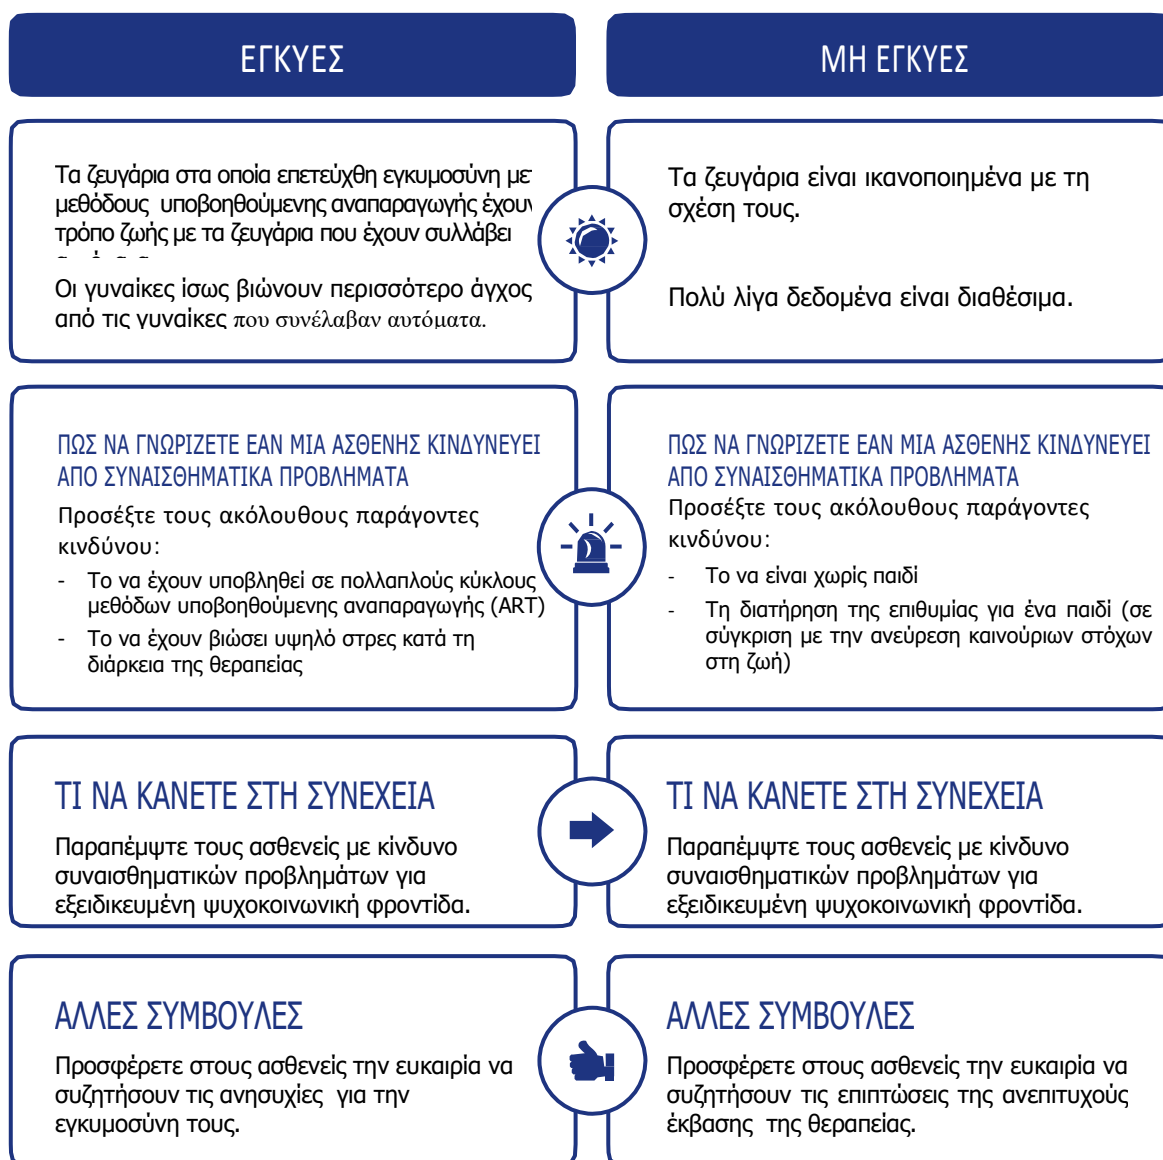 ΕΓΚΥΕΣ
ΜΗ ΕΓΚΥΕΣ
Τα ζευγάρια στα οποία επετεύχθη εγκυμοσύνη
μεθόδους υποβοηθούμενης αναπαραγωγής έχουν
τρόπο ζωής με τα ζευγάρια που έχουν συλλάβει
Οι γυναίκες ίσως βιώνουν περισσότερο άγχος
από τις γυναίκες που συνέλαβαν αυτόματα.
Τα ζευγάρια είναι ικανοποιημένα με τη
σχέση τους.
Πολύ λίγα δεδομένα είναι διαθέσιμα.
ΠΩΣ ΝΑ ΓΝΩΡΙΖΕΤΕ ΕΑΝ ΜΙΑ ΑΣΘΕΝΗΣ ΚΙΝΔΥΝΕΥΕΙ
ΑΠΟ ΣΥΝΑΙΣΘΗΜΑΤΙΚΑ ΠΡΟΒΛΗΜΑΤΑ
Προσέξτε τους ακόλουθους παράγοντες
κινδύνου:
- Το να έχουν υποβληθεί σε πολλαπλούς κύκλους
μεθόδων υποβοηθούμενης αναπαραγωγής (ART)
- Το να έχουν βιώσει υψηλό στρες κατά τη
διάρκεια της θεραπείας
ΠΩΣ ΝΑ ΓΝΩΡΙΖΕΤΕ ΕΑΝ ΜΙΑ ΑΣΘΕΝΗΣ ΚΙΝΔΥΝΕΥΕΙ
ΑΠΟ ΣΥΝΑΙΣΘΗΜΑΤΙΚΑ ΠΡΟΒΛΗΜΑΤΑ
Προσέξτε τους ακόλουθους παράγοντες
κινδύνου:
- Το να είναι χωρίς παιδί
- Τη διατήρηση της επιθυμίας για ένα παιδί (σε
σύγκριση με την ανεύρεση καινούριων στόχων
στη ζωή)
ΤΙ ΝΑ ΚΑΝΕΤΕ ΣΤΗ ΣΥΝΕΧΕΙΑ
Παραπέμψτε τους ασθενείς με κίνδυνο
συναισθηματικών προβλημάτων για
εξειδικευμένη ψυχοκοινωνική φροντίδα.
ΤΙ ΝΑ ΚΑΝΕΤΕ ΣΤΗ ΣΥΝΕΧΕΙΑ
Παραπέμψτε τους ασθενείς με κίνδυνο
συναισθηματικών προβλημάτων για
εξειδικευμένη ψυχοκοινωνική φροντίδα.
ΑΛΛΕΣ ΣΥΜΒΟΥΛΕΣ
Προσφέρετε στους ασθενείς την ευκαιρία να
συζητήσουν τις ανησυχίες για την
εγκυμοσύνη τους.
ΑΛΛΕΣ ΣΥΜΒΟΥΛΕΣ
Προσφέρετε στους ασθενείς την ευκαιρία να
συζητήσουν τις επιπτώσεις της ανεπιτυχούς
έκβασης της θεραπείας.